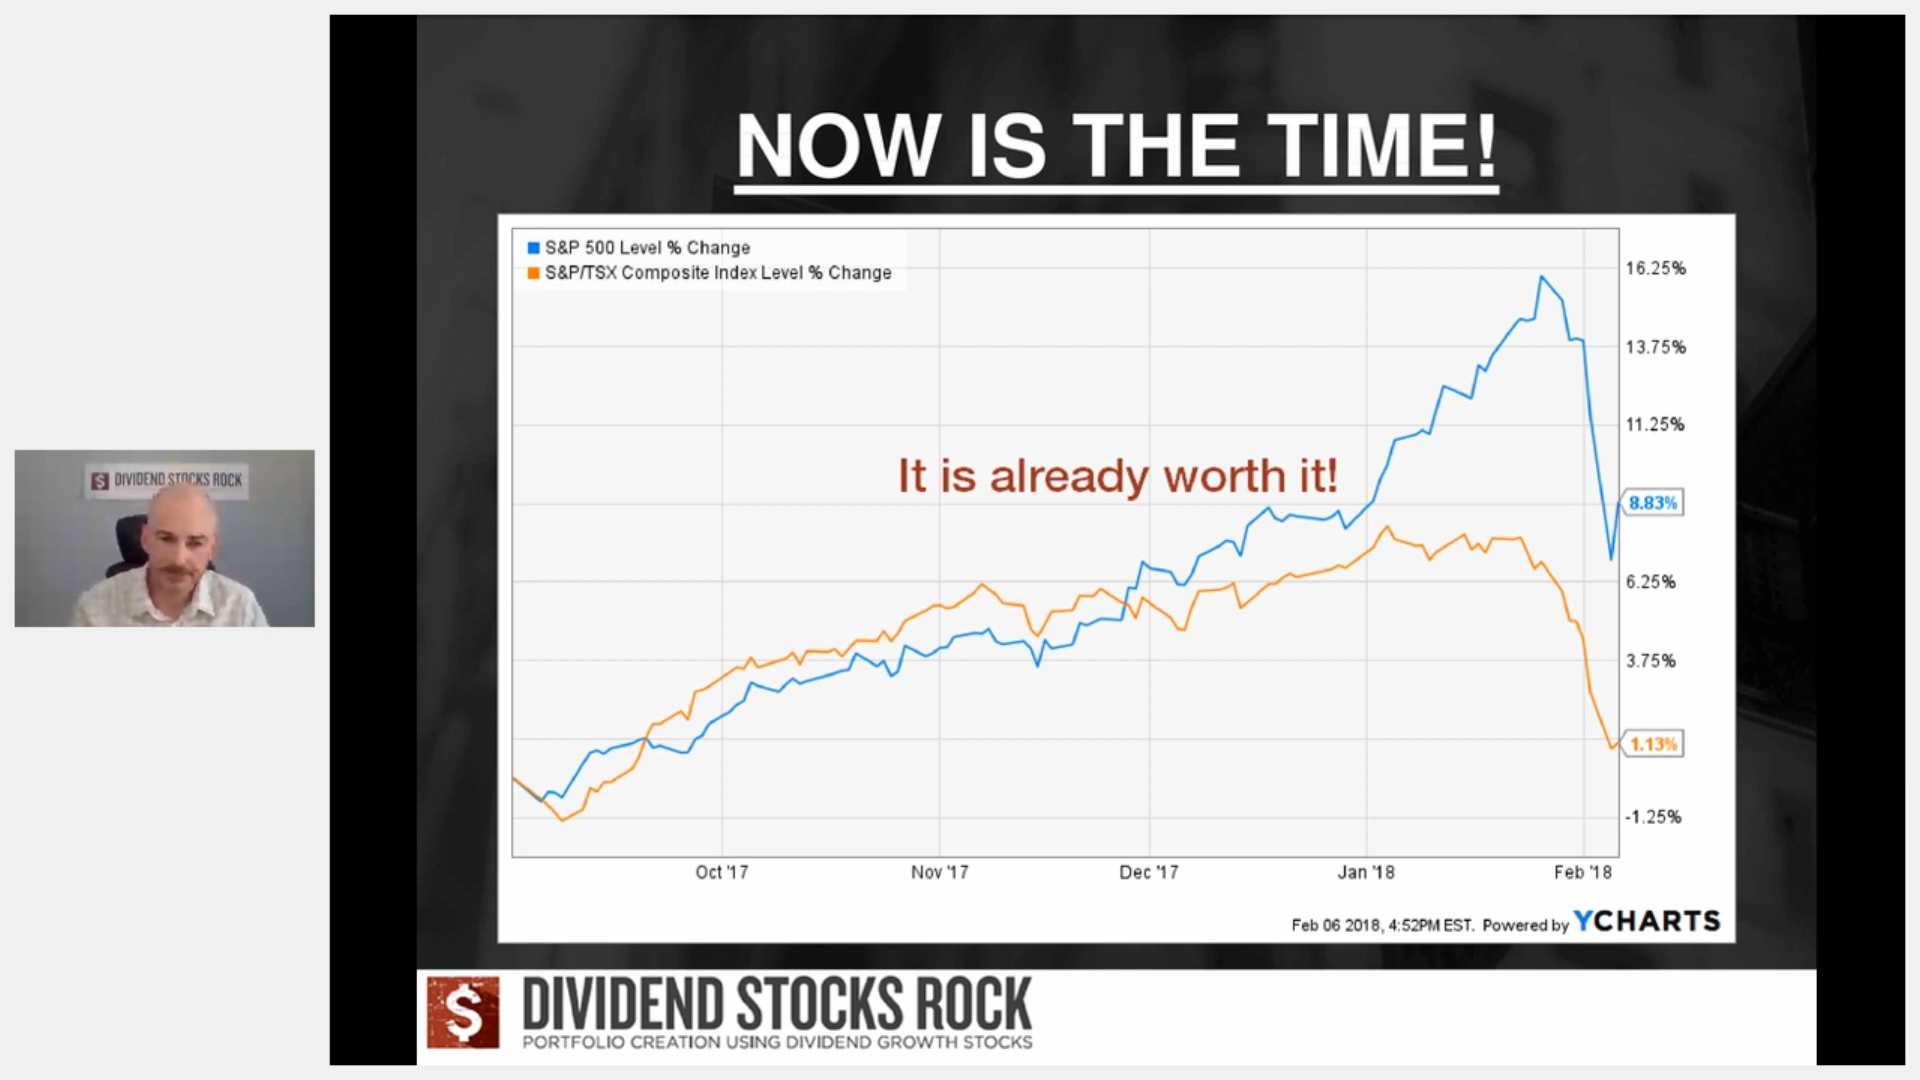 NOW IS THE TIME!
S&P 500 Level % Change
S&P/TSX Composite Index Level % Change
16.25%
13.75%
11.25%
It is already worth it!
8.83%
6.25%
3.75%
1.13%
-1.25%
Oct '17
Nov '17
Dec '17
Jan '18
Feb '18
Feb 06 2018, 4:52PM EST. Powered by YCHARTS
$ DIVIDEND STOCKS ROCK
$ DIVIDEND STOCKS ROCK
PORTFOLIO CREATION USING DIVIDEND GROWTH STOCKS